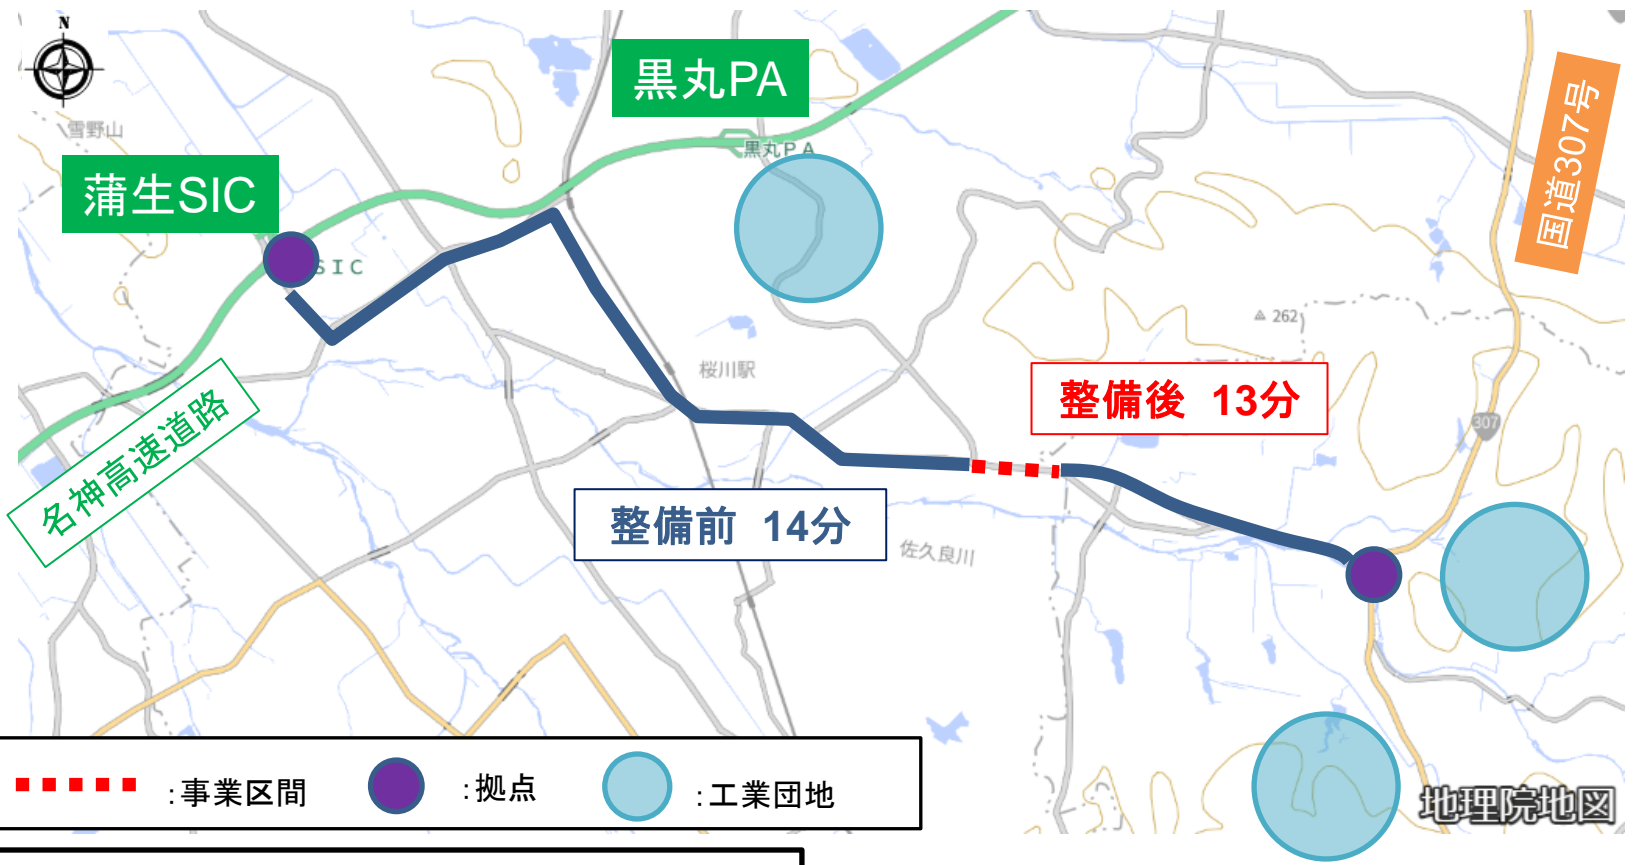 N
黒丸PA
国道307号
雪野山
黒丸PA
蒲生SIC
SIC
262
桜川駅
整備後 13分
名神高速道路
307
整備前 14分
佐久良川
:事業区間
:拠点
:工業団地
地理院地図